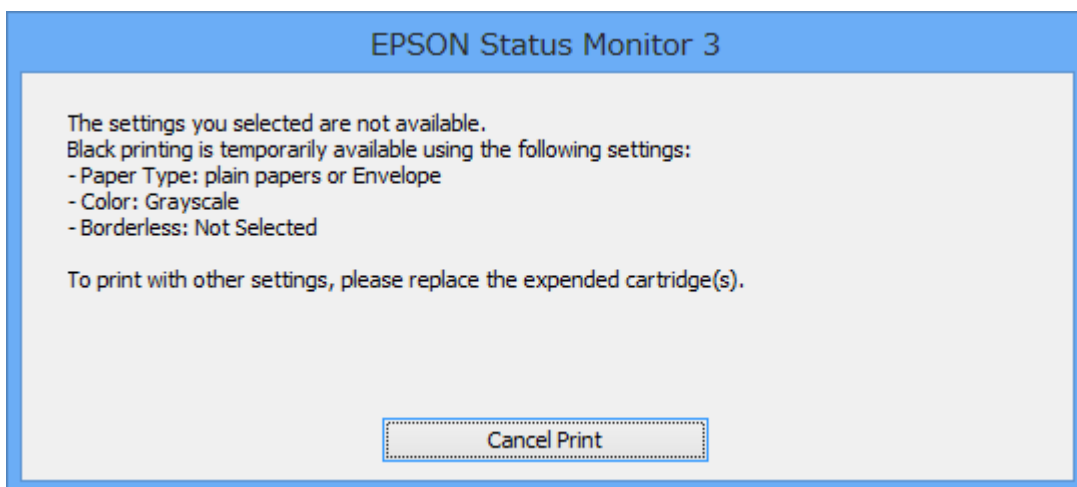 EPSON Status Monitor 3
The settings you selected are not available.
Black printing is temporarily available using the following settings:
- Paper Type: plain papers or Envelope
- Color: Grayscale
- Borderless: Not Selected
To print with other settings, please replace the expended cartridge(s).
Cancel Print